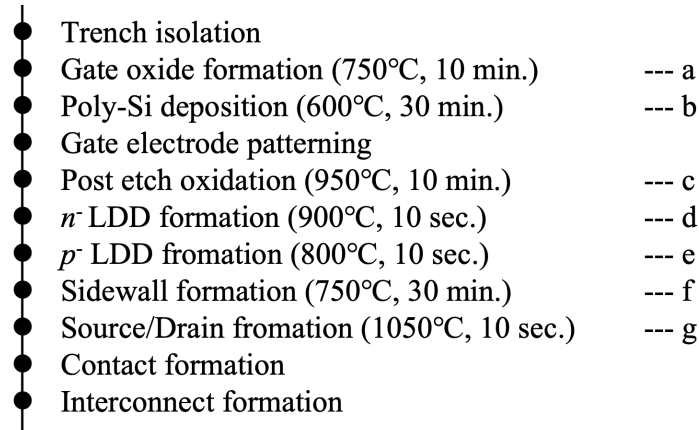 Trench isolation
Gate oxide formation (750℃, 10 min.) --- a
Poly-Si deposition (600℃, 30 min.) --- b
Gate electrode patterning
Post etch oxidation (950℃, 10 min.) --- c
n- LDD formation (900℃, 10 sec.) --- d
p- LDD fromation (800℃, 10 sec.) --- e
Sidewall formation (750℃, 30 min.) --- f
Source/Drain fromation (1050℃, 10 sec.) --- g
Contact formation
Interconnect formation